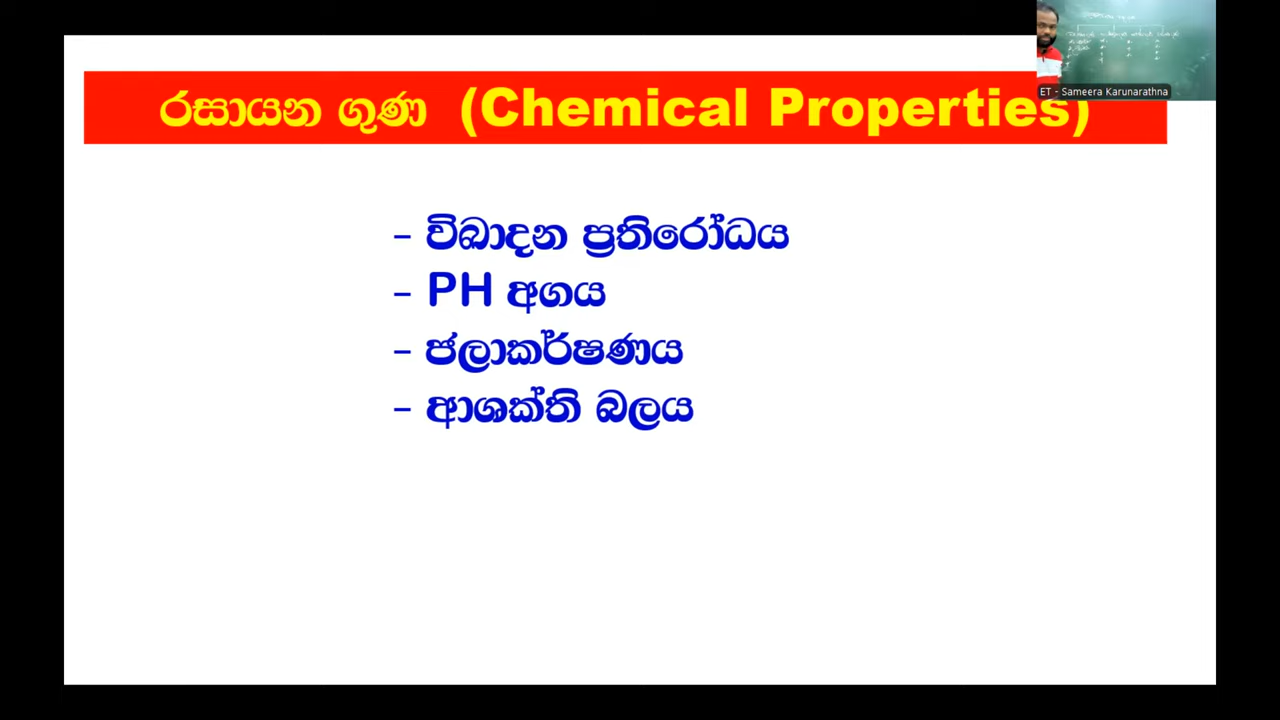 රසායන ගුණ (Chemical Properties)
ET - Sameera Karunarathna
- විඛාදන ප්‍රතිරෝධය
- PH අගය
- ජලාකර්ෂණය
- ආශක්ති බලය